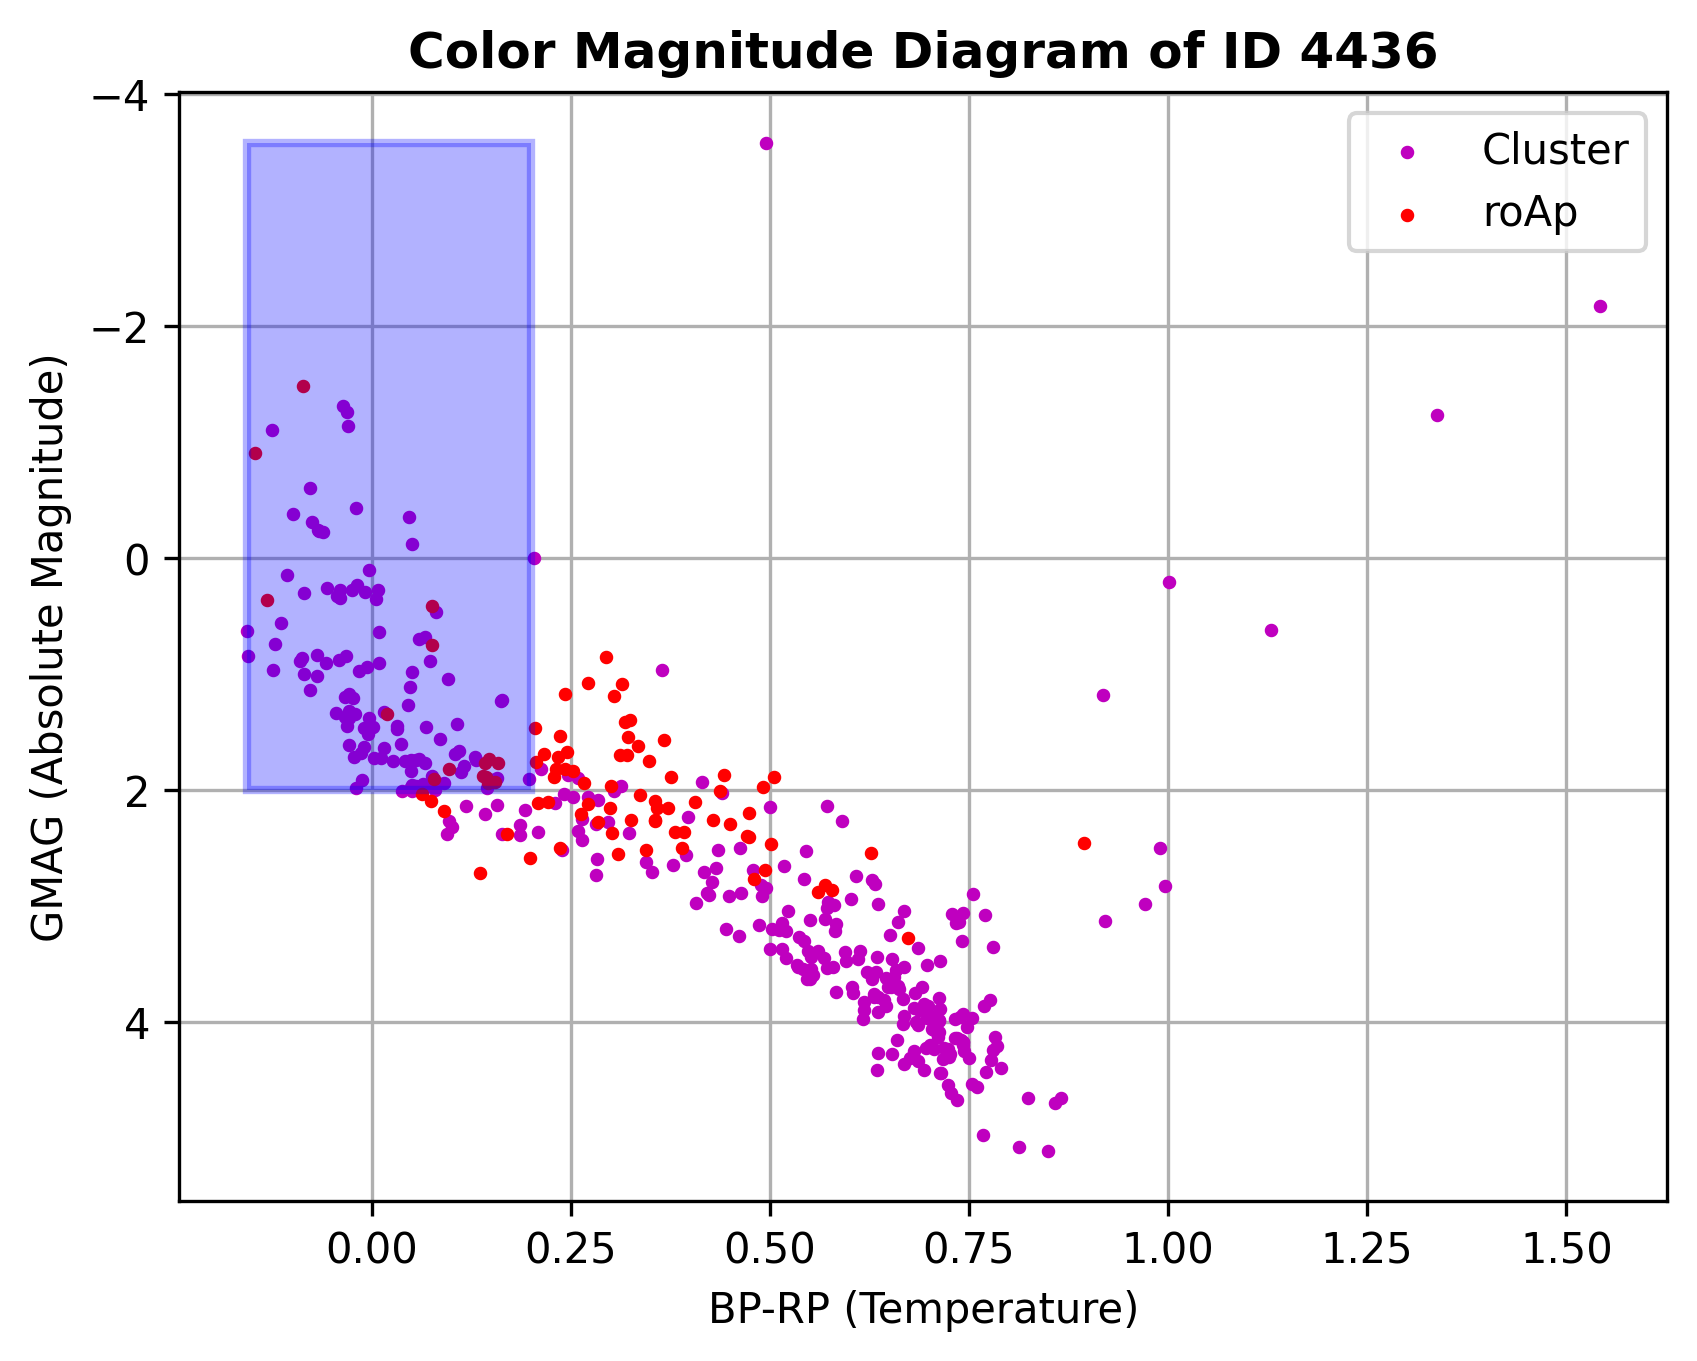 Color Magnitude Diagram of ID 4436
Cluster
roAp
GMAG (Absolute Magnitude)
−4
−2
0
2
4
0.00 0.25 0.50 0.75 1.00 1.25 1.50
BP-RP (Temperature)